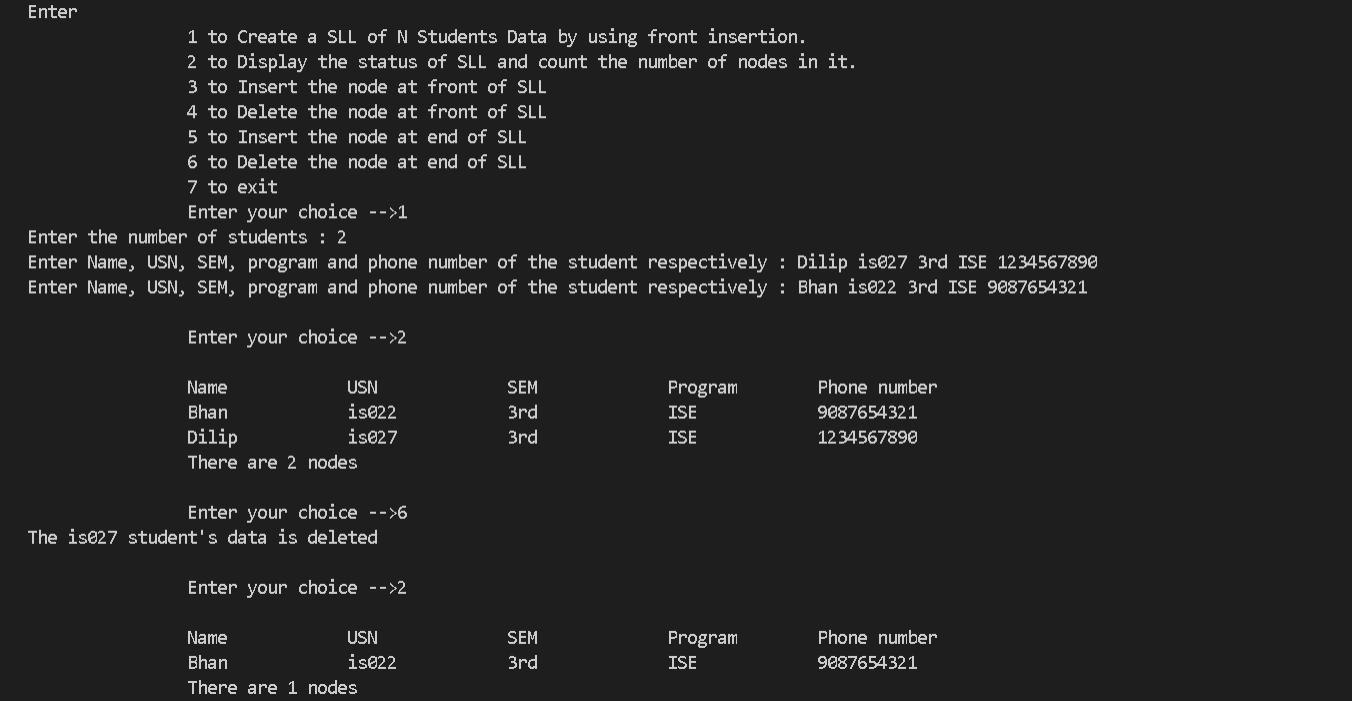 Enter
1 to Create a SLL of N Students Data by using front insertion.
2 to Display the status of SLL and count the number of nodes in it.
3 to Insert the node at front of SLL
4 to Delete the node at front of SLL
5 to Insert the node at end of SLL
6 to Delete the node at end of SLL
7 to exit
Enter your choice -->1
Enter the number of students : 2
Enter Name, USN, SEM, program and phone number of the student respectively : Dilip is027 3rd ISE 1234567890
Enter Name, USN, SEM, program and phone number of the student respectively : Bhan is022 3rd ISE 9087654321
Enter your choice -->2
Name USN SEM Program Phone number
Bhan is022 3rd ISE 9087654321
Dilip is027 3rd ISE 1234567890
There are 2 nodes
Enter your choice -->6
The is027 student's data is deleted
Enter your choice -->2
Name USN SEM Program Phone number
Bhan is022 3rd ISE 9087654321
There are 1 nodes